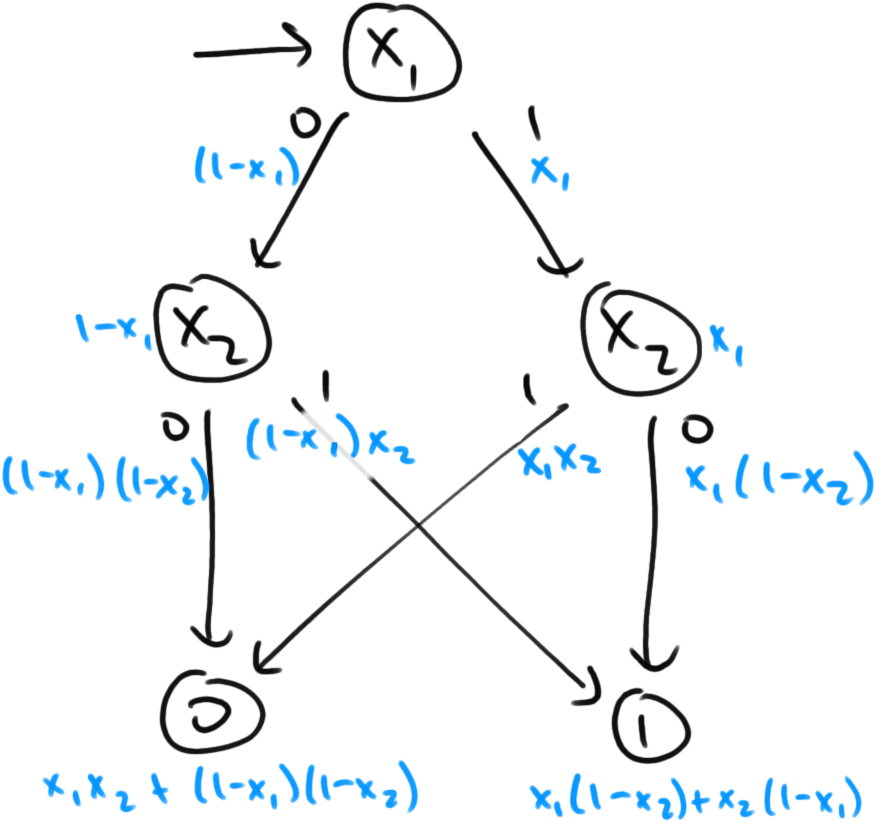 x₁
0
1
(1-x₁)
x₁
1-x₁
x₂
x₂
x₁
1
1
0
0
(1-x₁)x₂
x₁x₂
(1-x₁)(1-x₂)
x₁(1-x₂)
0
1
x₁x₂ + (1-x₁)(1-x₂)
x₁(1-x₂)+x₂(1-x₁)